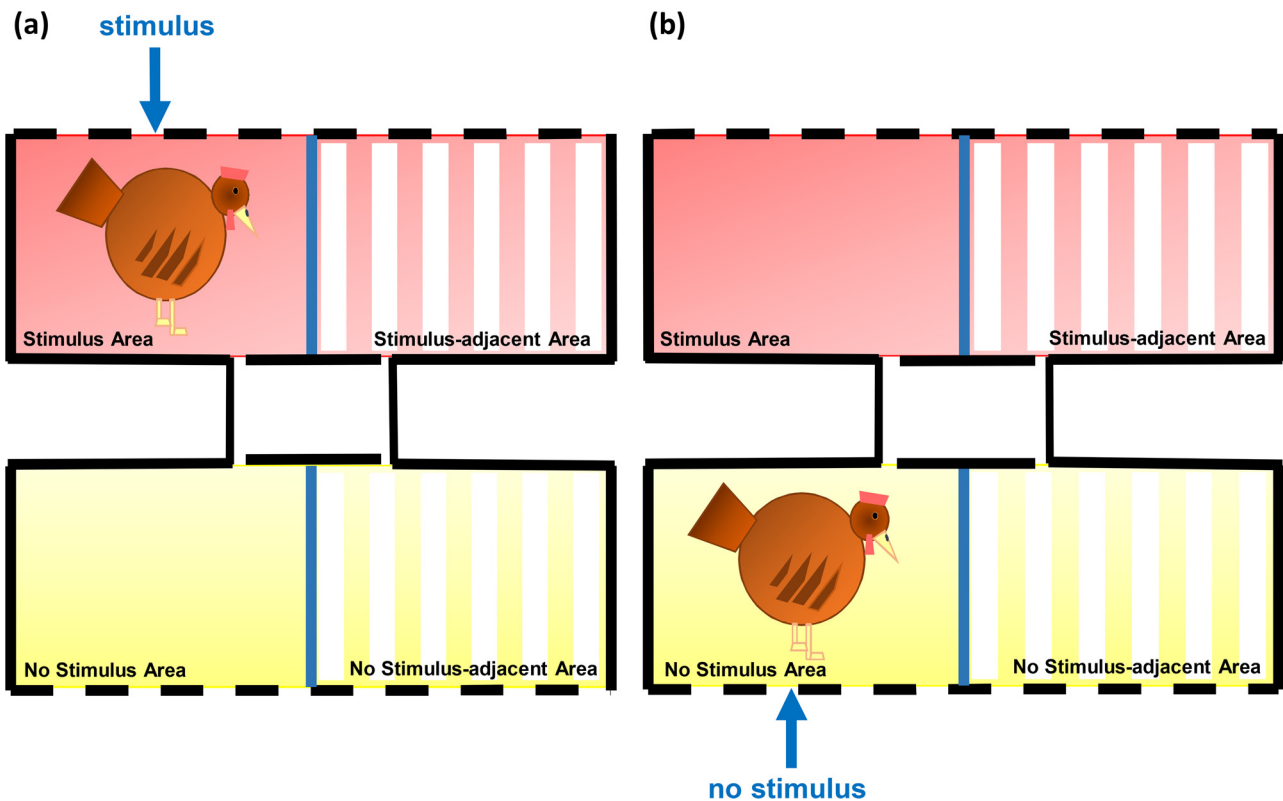 (a)
stimulus
Stimulus Area
Stimulus-adjacent Area
No Stimulus Area
No Stimulus-adjacent Area
(b)
Stimulus Area
Stimulus-adjacent Area
No Stimulus Area
No Stimulus-adjacent Area
no stimulus